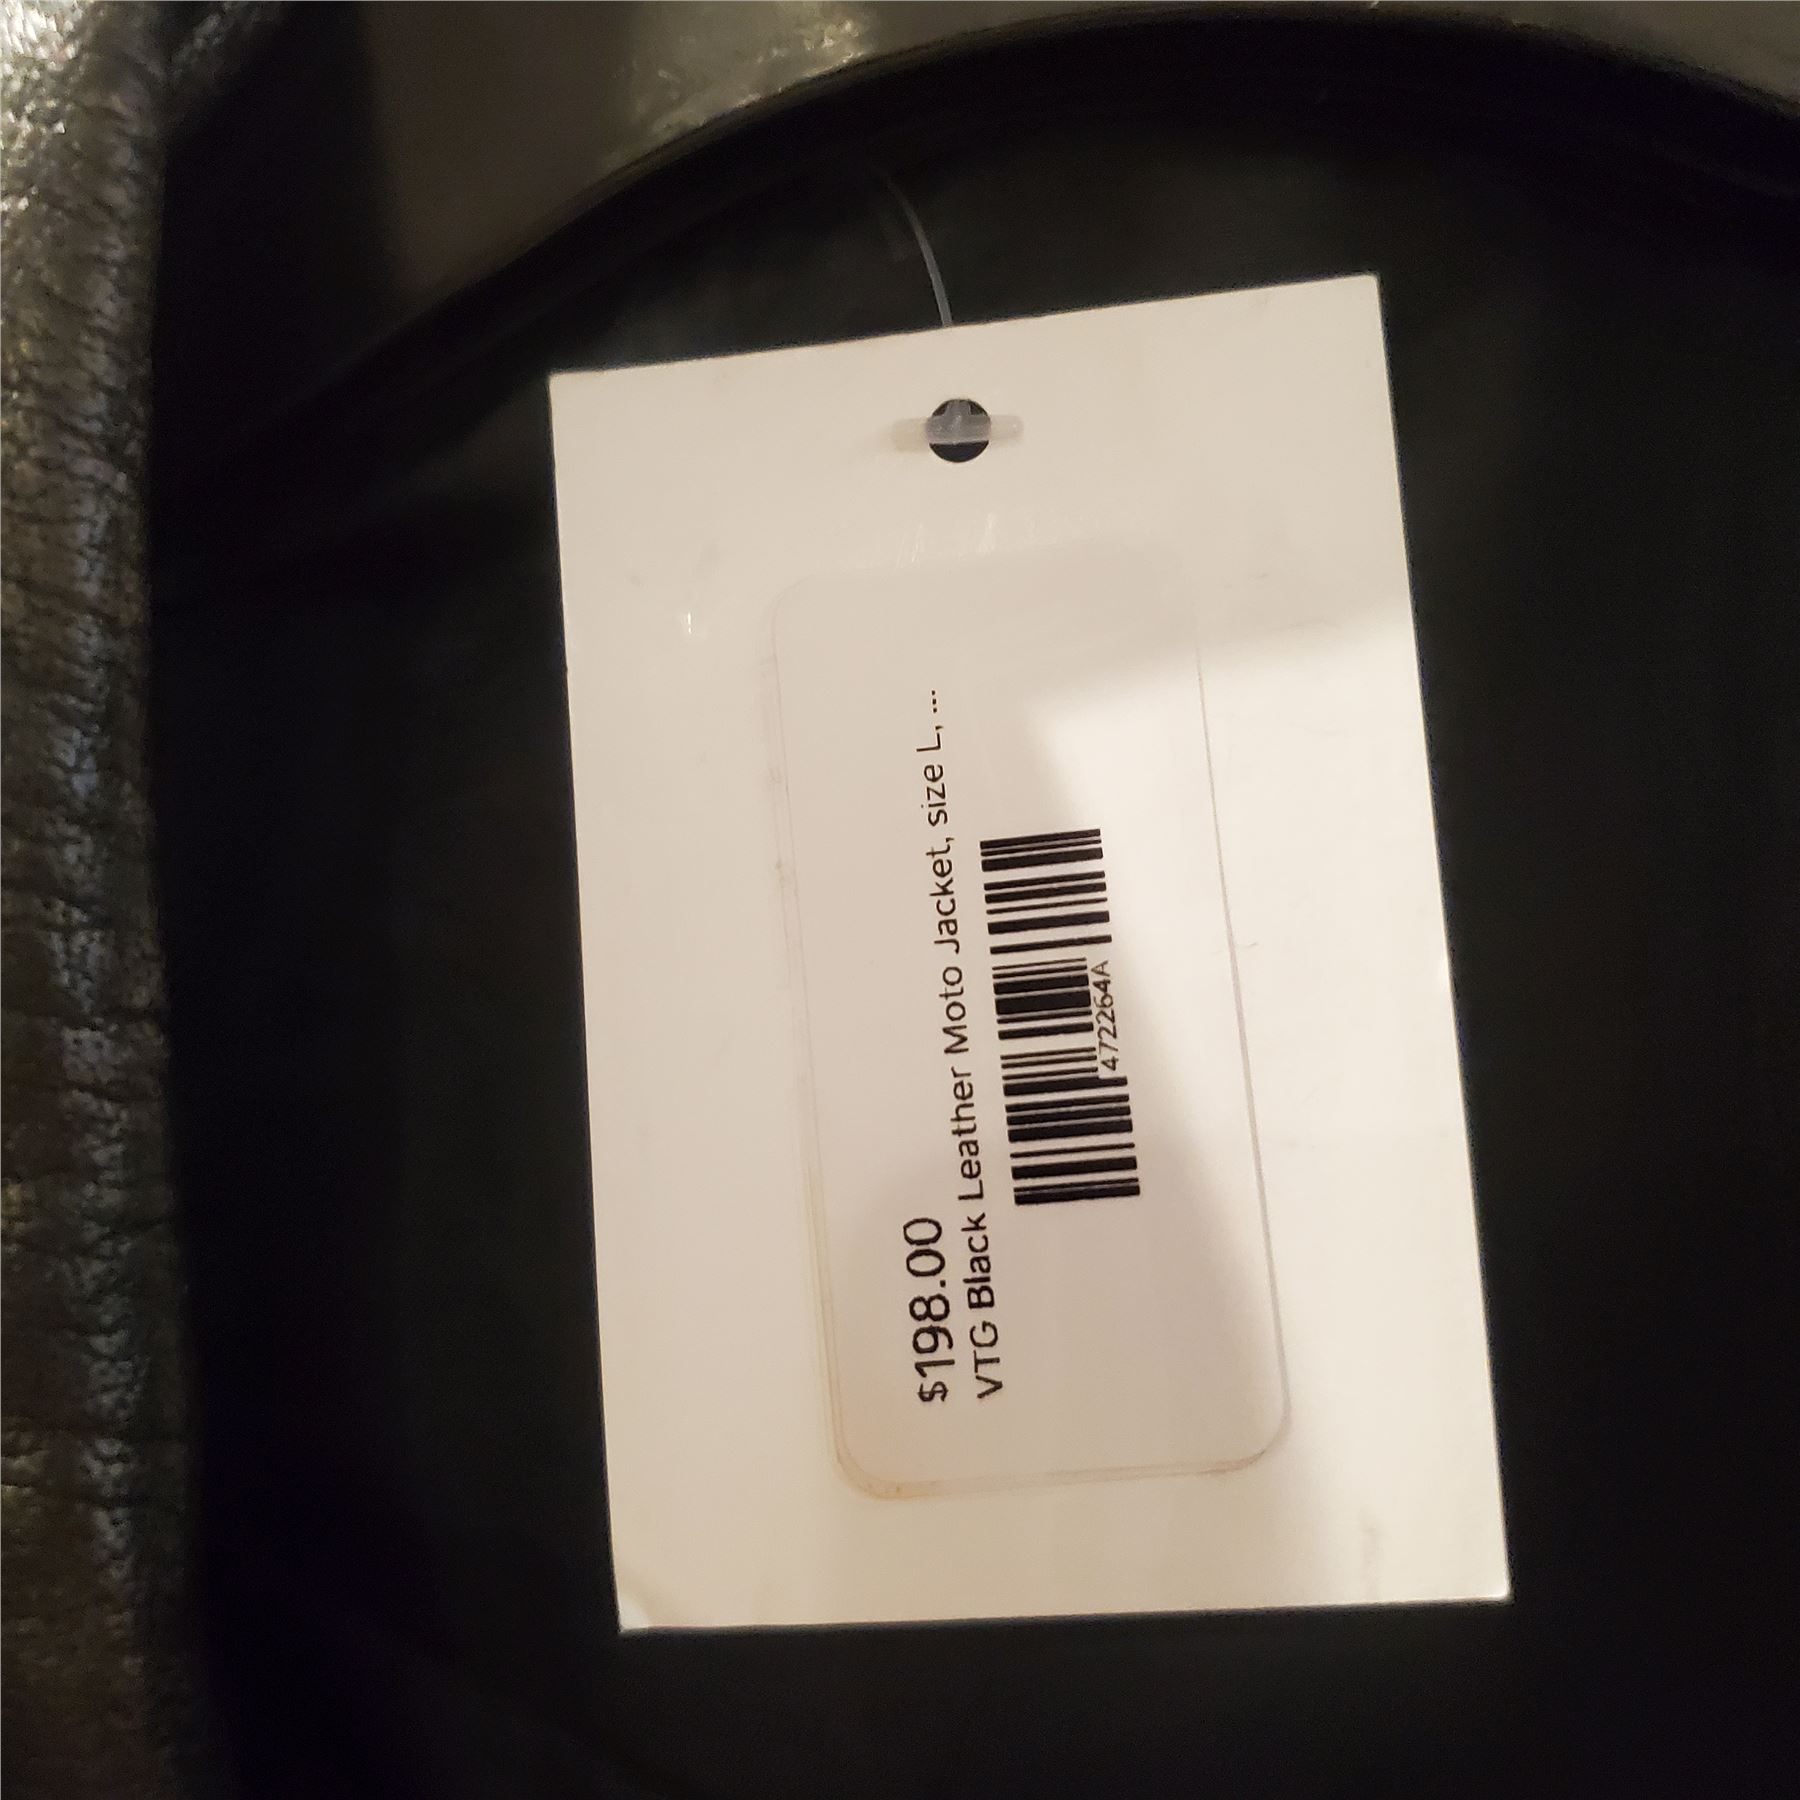 $198.00
VTG Black Leather Moto Jacket, size L, ...
472264A